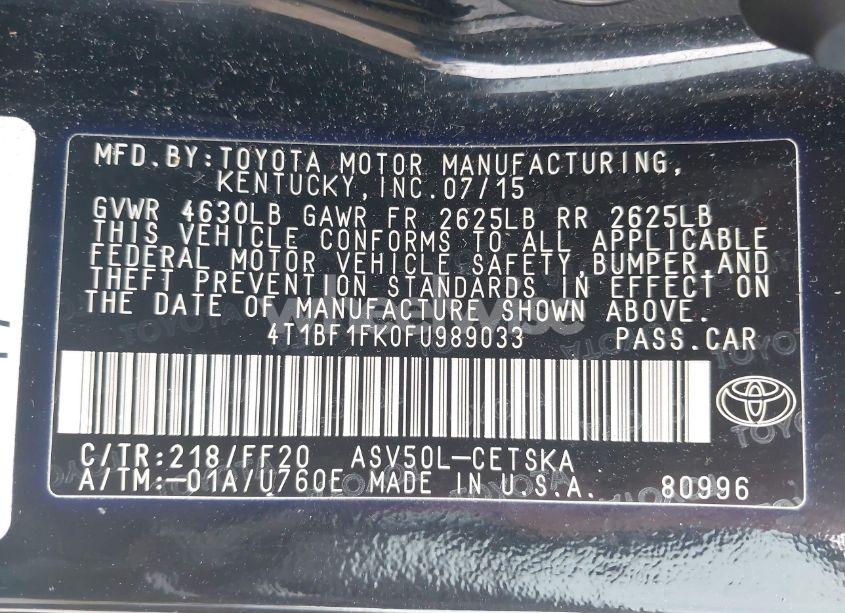 MFD.BY:TOYOTA MOTOR MANUFACTURING,
KENTUCKY,INC.07/15
GVWR 4630LB GAWR FR 2625LB RR 2625LB
THIS VEHICLE CONFORMS TO ALL APPLICABLE
FEDERAL MOTOR VEHICLE SAFETY,BUMPER,AND
THEFT PREVENTION STANDARDS IN EFFECT ON
THE DATE OF MANUFACTURE SHOWN ABOVE.
4T1BF1FK0FU989033 PASS.CAR
C/TR:218/FF20 ASV50L-CETSKA
A/TM:-01A/U760E MADE IN U.S.A. 80996